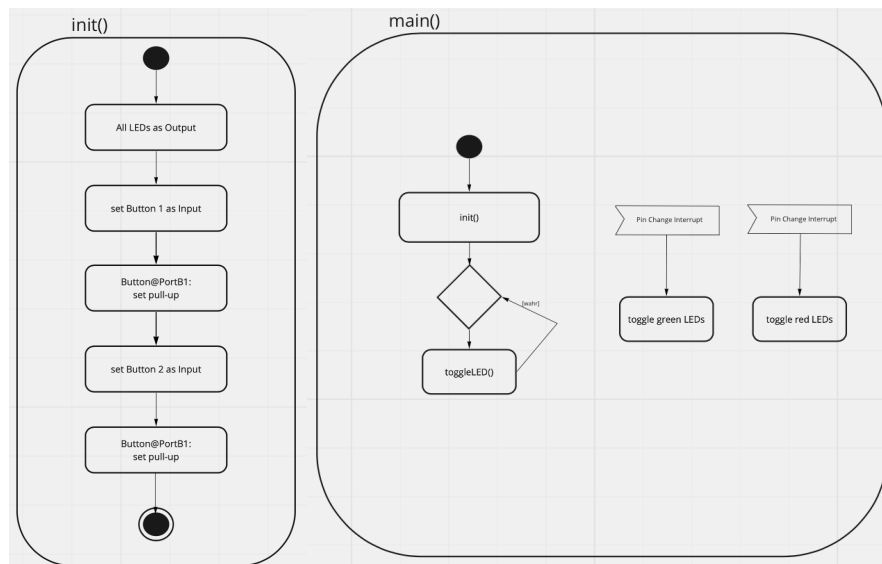 init()
All LEDs as Output
set Button 1 as Input
Button@PortB1:
set pull-up
set Button 2 as Input
Button@PortB1:
set pull-up
main()
init()
[wahr]
toggleLED()
Pin Change Interrupt
toggle green LEDs
Pin Change Interrupt
toggle red LEDs